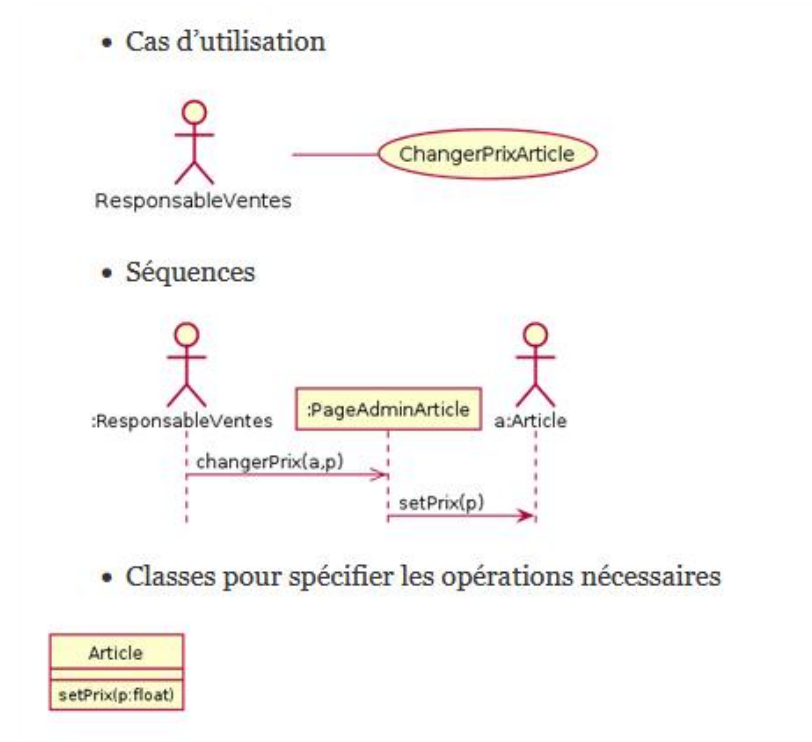 • Cas d’utilisation
ChangerPrixArticle
ResponsableVentes
• Séquences
:PageAdminArticle
:ResponsableVentes
a:Article
changerPrix(a,p)
setPrix(p)
• Classes pour spécifier les opérations nécessaires
Article
setPrix(p:float)